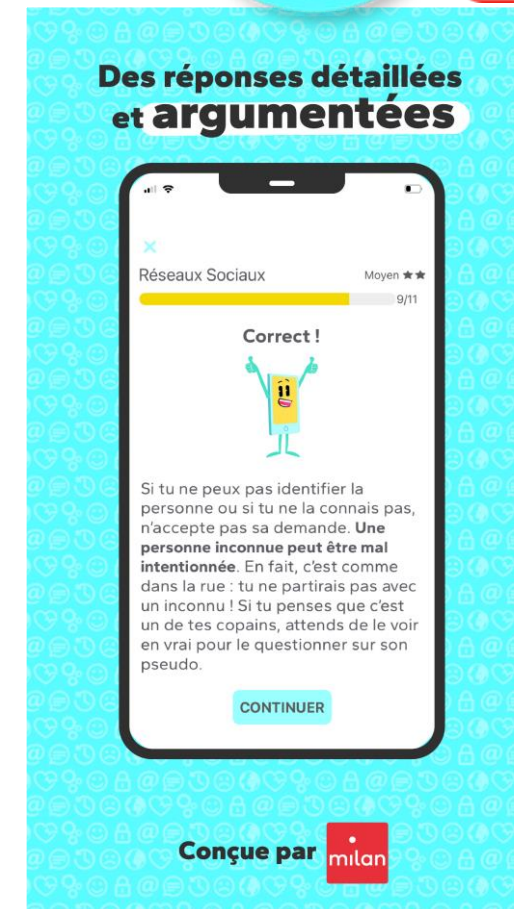 Des réponses détaillées
et argumentées
Réseaux Sociaux
Moyen ★★
9/11
Correct !
Si tu ne peux pas identifier la
personne ou si tu ne la connais pas,
n'accepte pas sa demande. Une
personne inconnue peut être mal
intentionnée. En fait, c'est comme
dans la rue : tu ne partirais pas avec
un inconnu ! Si tu penses que c'est
un de tes copains, attends de le voir
en vrai pour le questionner sur son
pseudo.
CONTINUER
Conçue par milan